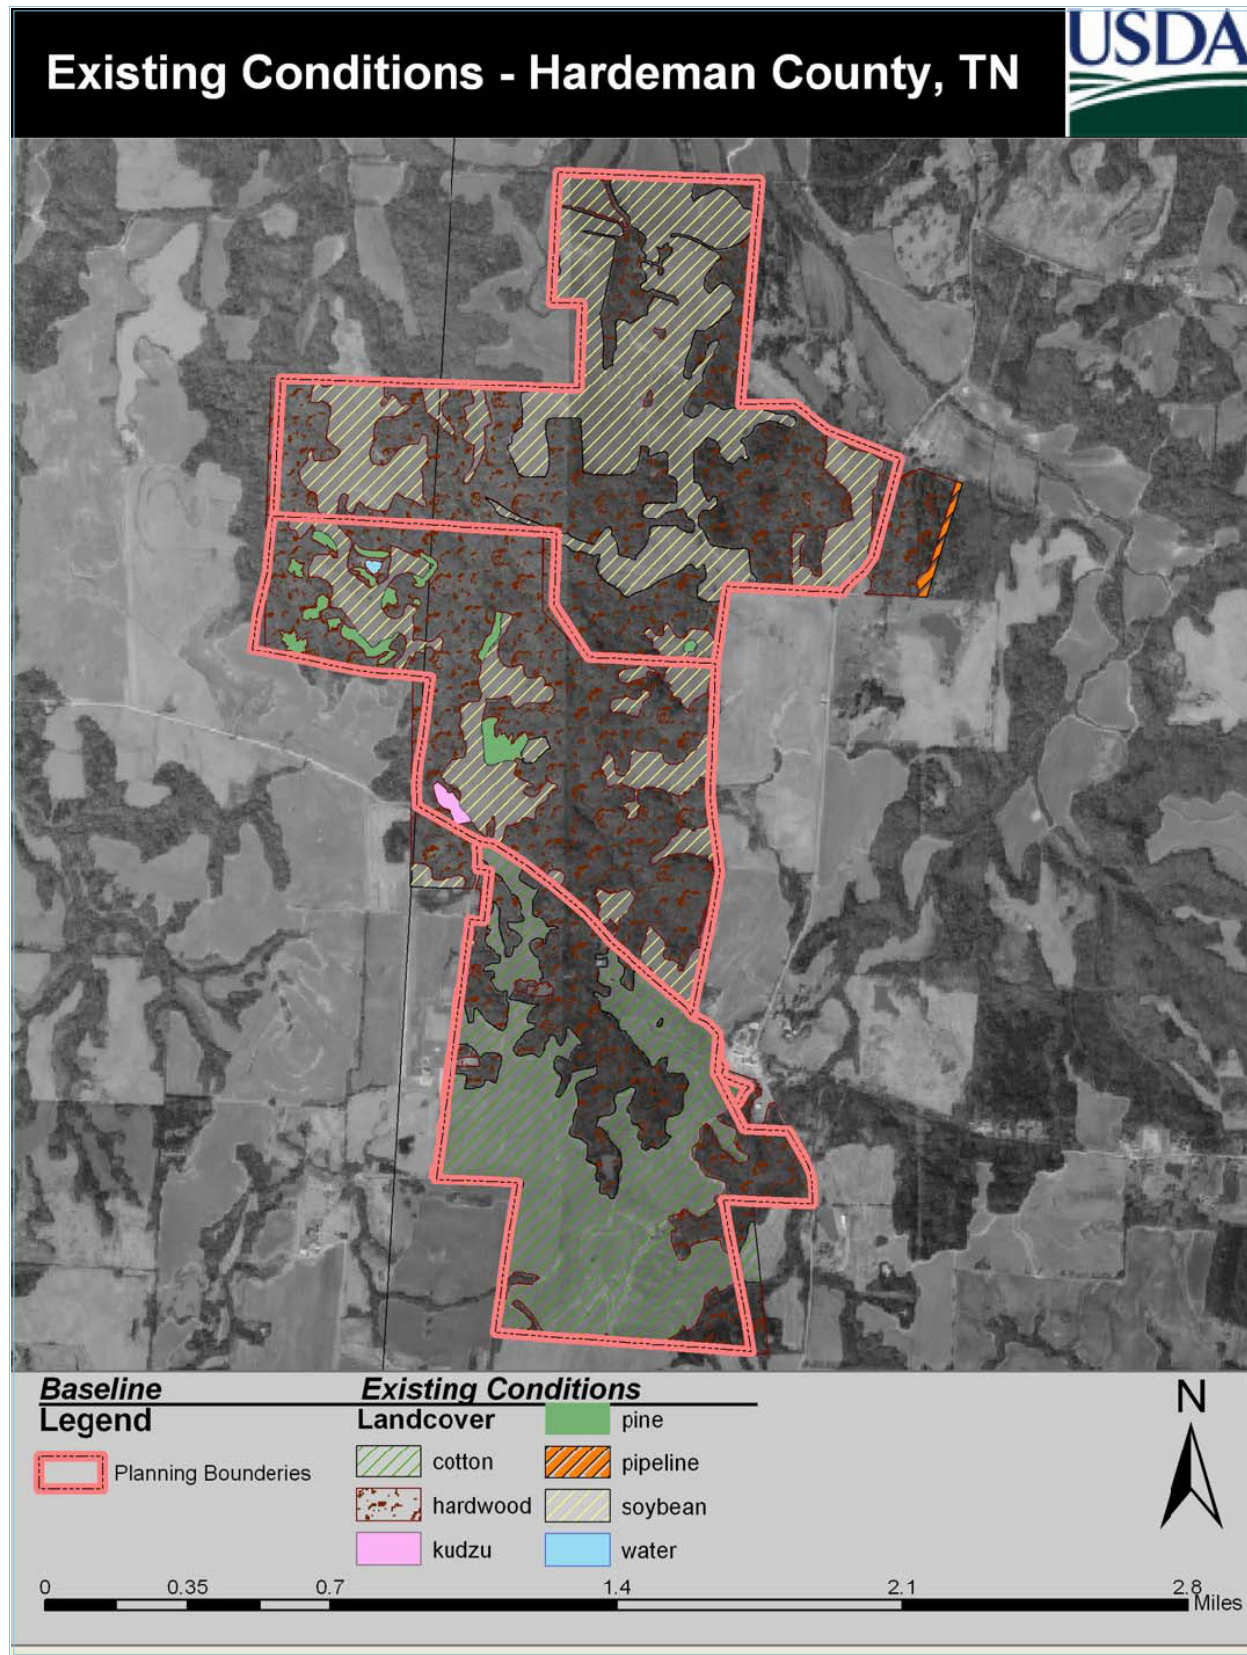 Existing Conditions - Hardeman County, TN
USDA
Baseline
Legend
Planning Bounderies
Existing Conditions
Landcover
cotton
hardwood
kudzu
pine
pipeline
soybean
water
N
0 0.35 0.7 1.4 2.1 2.8
Miles